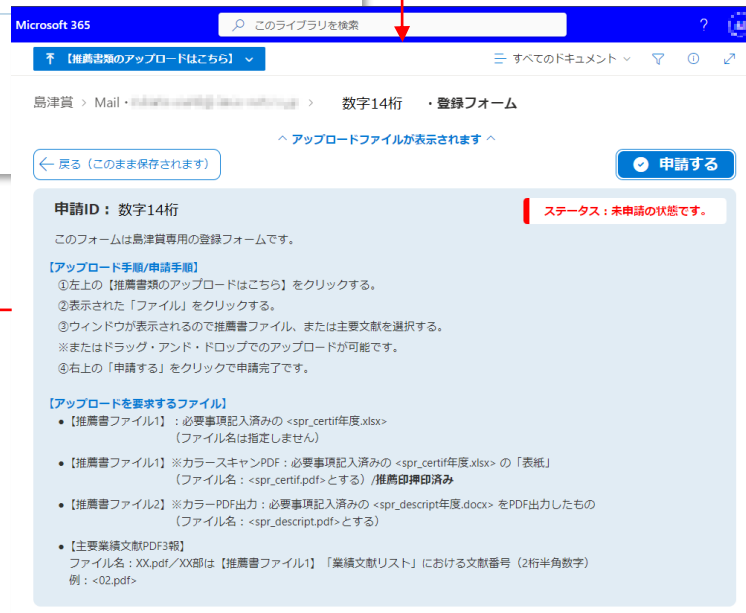 Microsoft 365
このライブラリを検索
?
【推薦書類のアップロードはこちら】
すべてのドキュメント
島津賞 > Mail・ > 数字14桁 ・登録フォーム
^ アップロードファイルが表示されます ^
← 戻る（このまま保存されます）
申請する
申請ID： 数字14桁
ステータス：未申請の状態です。
このフォームは島津賞専用の登録フォームです。
【アップロード手順/申請手順】
①左上の【推薦書類のアップロードはこちら】をクリックする。
②表示された「ファイル」をクリックする。
③ウィンドウが表示されるので推薦書ファイル、または主要文献を選択する。
※またはドラッグ・アンド・ドロップでのアップロードが可能です。
④右上の「申請する」をクリックで申請完了です。
【アップロードを要求するファイル】
●【推薦書ファイル1】：必要事項記入済みの <spr_certif年度.xlsx>
（ファイル名は指定しません）
●【推薦書ファイル1】※カラースキャンPDF：必要事項記入済みの <spr_certif年度.xlsx> の「表紙」
（ファイル名：<spr_certif.pdf>とする）/推薦印押印済み
●【推薦書ファイル2】※カラーPDF出力：必要事項記入済みの <spr_descript年度.docx> をPDF出力したもの
（ファイル名：<spr_descript.pdf>とする）
●【主要業績文献PDF3報】
ファイル名：XX.pdf／XX部は【推薦書ファイル1】「業績文献リスト」における文献番号（2桁半角数字）
例：<02.pdf>